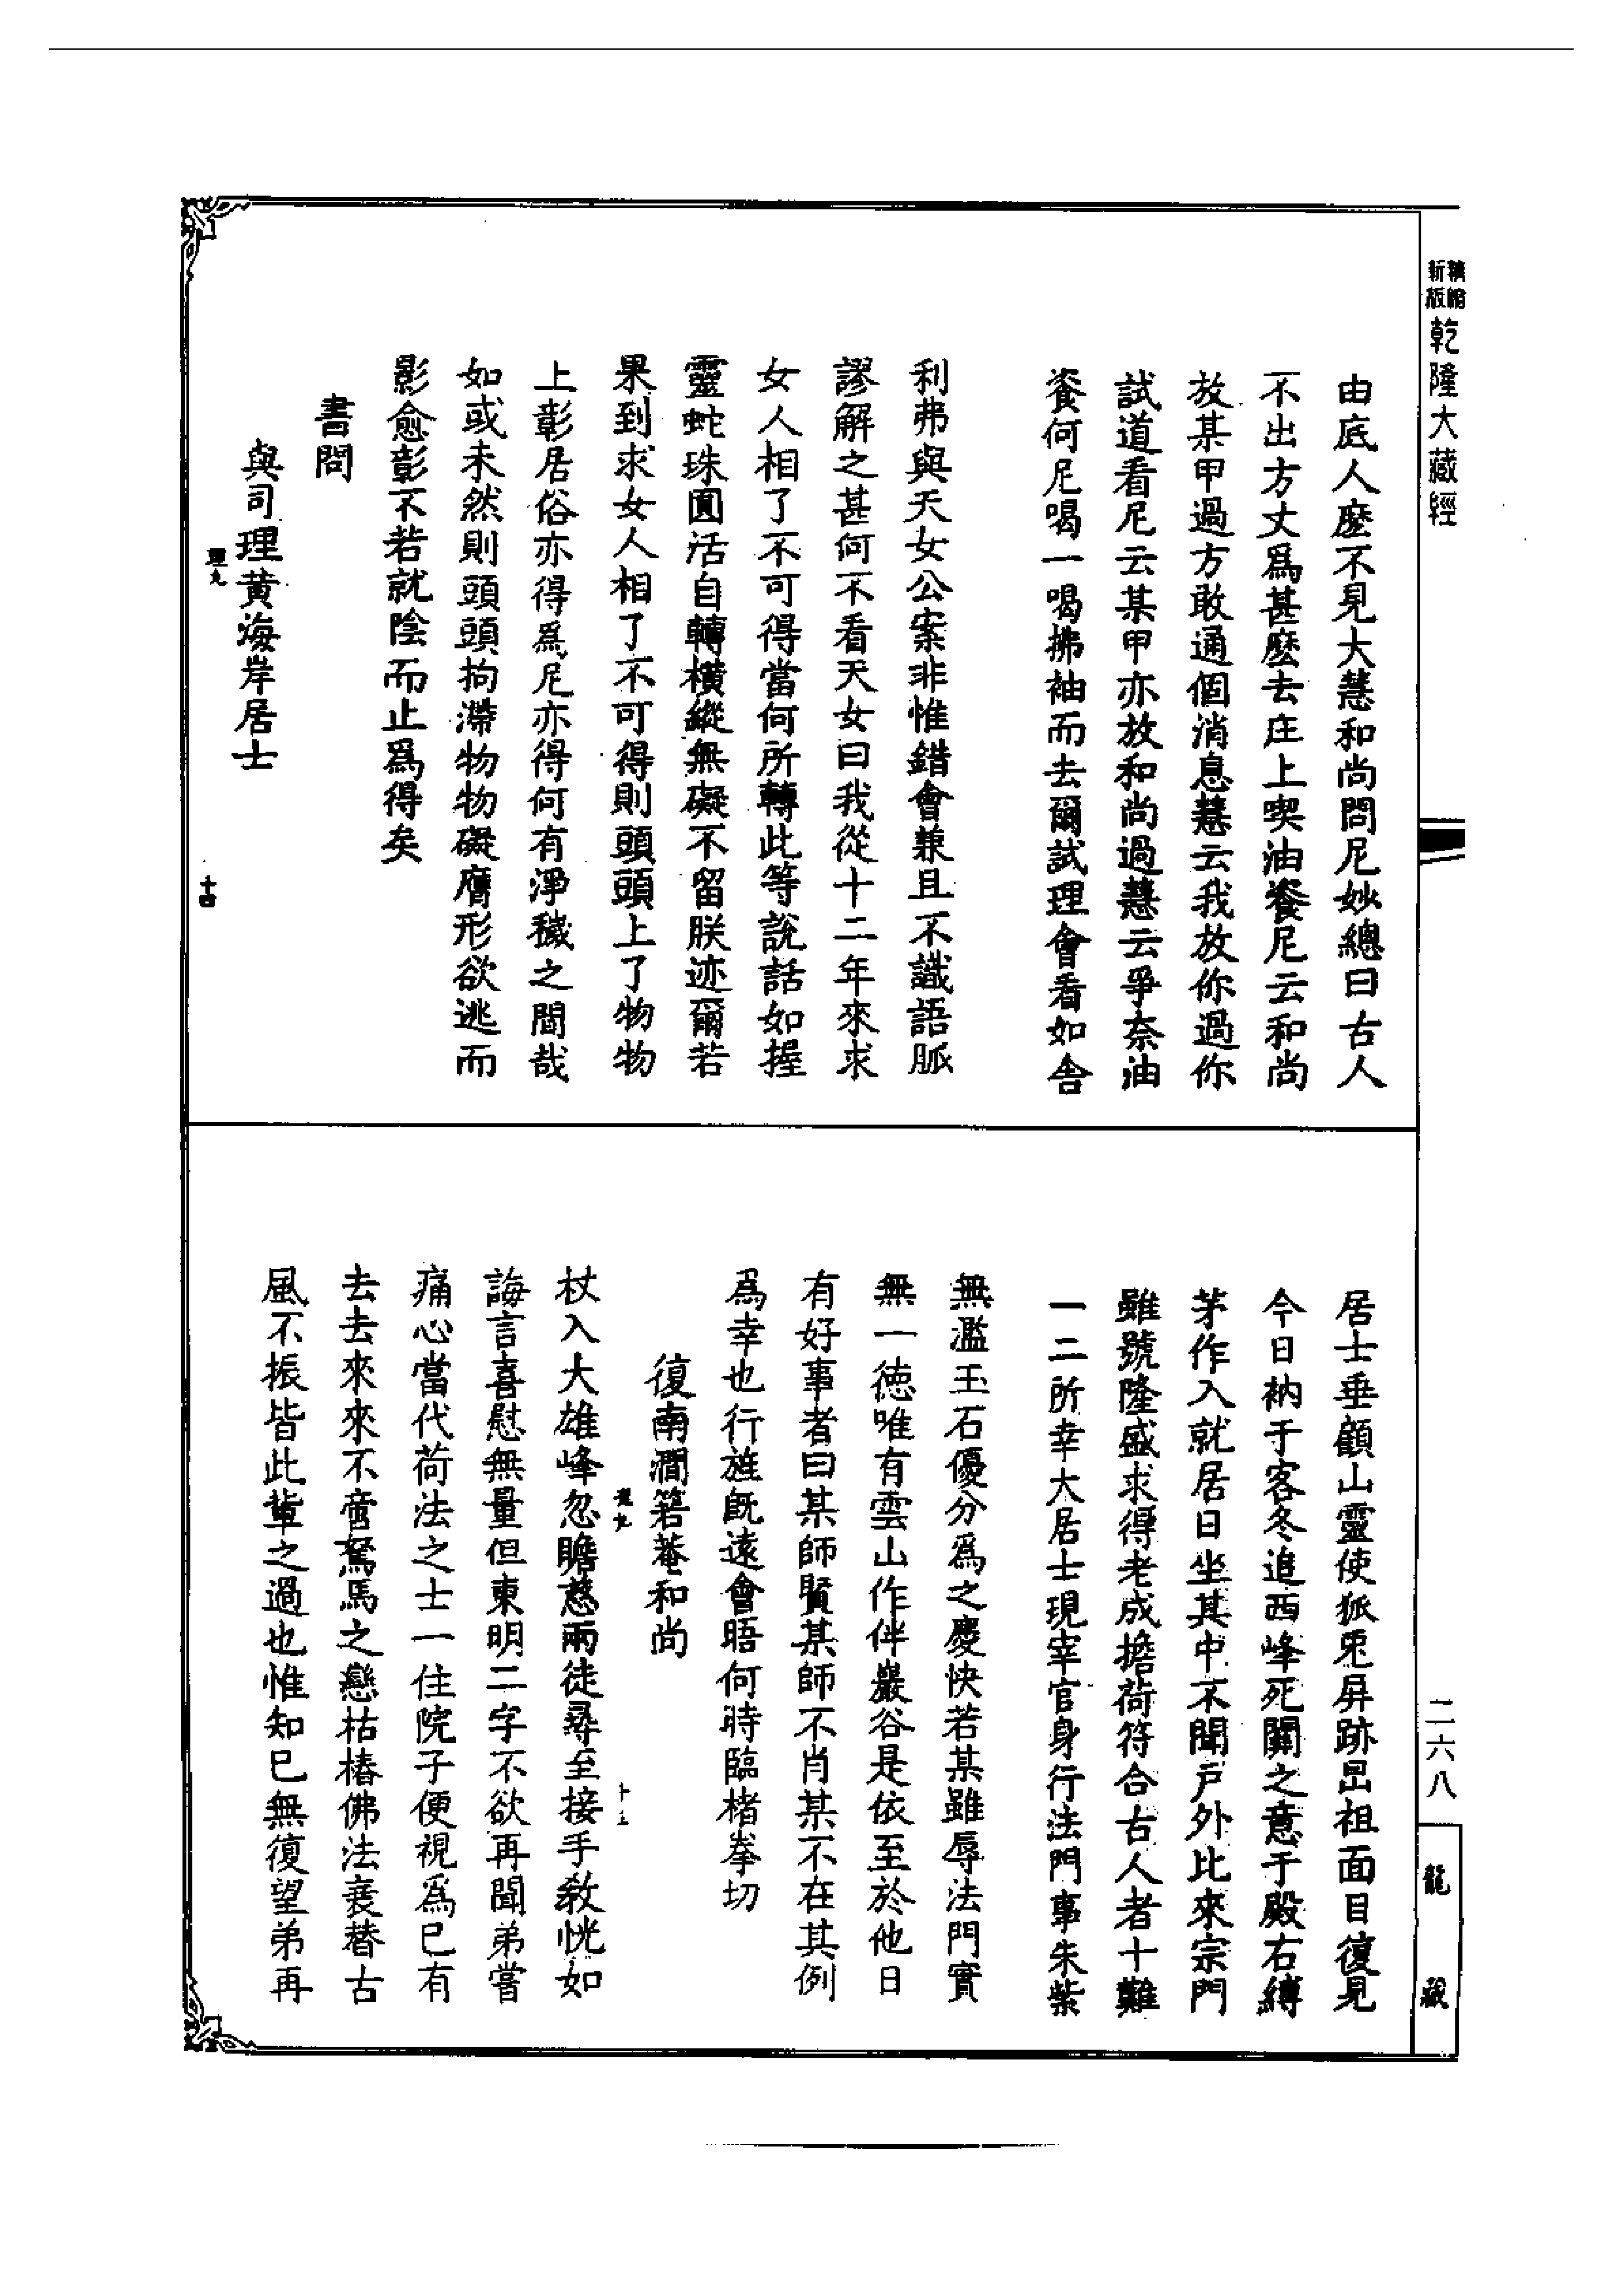 新版精縮
乾隆大藏經
由底人麼不見大慧和尚問尼妙總曰古人
不出方丈爲甚麼去庄上喫油餈尼云和尚
放某甲過方敢通個消息慧云我放你過你
試道看尼云某甲亦放和尚過慧云爭奈油
餈何尼喝一喝拂袖而去爾試理會看如舍
利弗與天女公案非惟錯會兼且不識語脈
謬解之甚何不看天女曰我從十二年來求
女人相了不可得當何所轉此等說話如握
靈蛇珠圓活自轉橫縱無礙不留朕迹爾若
果到求女人相了不可得則頭頭上了物物
上彰居俗亦得爲尼亦得何有淨穢之間哉
如或未然則頭頭拘滯物物礙膺形欲逃而
影愈彰不若就陰而止爲得矣
書問
與司理黃海岸居士
理九
十四
居士垂顧山靈使狐兎屏跡昆祖面目復見
今日衲于客冬追西峰死關之意于殿右縛
茅作入就居日坐其中不聞戶外比來宗門
雖號隆盛求得老成擔荷符合古人者十難
一二所幸大居士現宰官身行法門事朱紫
無濫玉石優分爲之慶快若某雖辱法門實
無一德唯有雲山作伴巖谷是依至於他日
有好事者曰某師賢某師不肖某不在其例
爲幸也行旌旣遠會晤何時臨楮拳切
復南澗箬菴和尚
理九
十五
杖入大雄峰忽瞻慈兩徒尋至接手敎恍如
誨言喜慰無量但東明二字不欲再聞弟嘗
痛心當代荷法之士一住院子便視爲已有
去去來來不啻駑馬之戀枯樁佛法衰替古
風不振皆此輩之過也惟知已無復望弟再
二六八
龍藏